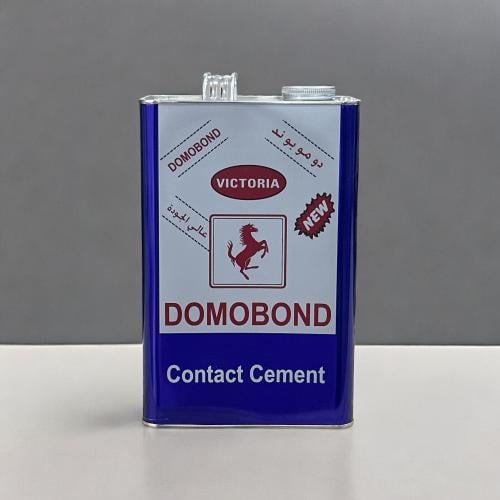 DOMOBOND
دوموبوند
VICTORIA
عالي الجودة
NEW
DOMOBOND
Contact Cement